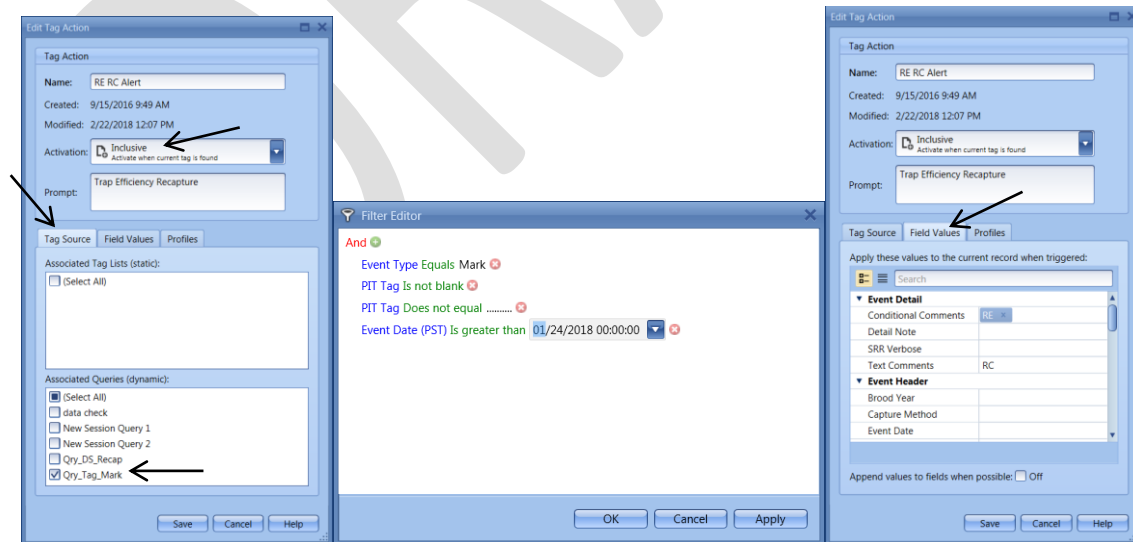 Edit Tag Action
Tag Action
Name: RE RC Alert
Created: 9/15/2016 9:49 AM
Modified: 2/22/2018 12:07 PM
Activation: Inclusive
Activate when current tag is found
Prompt: Trap Efficiency Recapture
Tag Source Field Values Profiles
Associated Tag Lists (static):
(Select All)
Associated Queries (dynamic):
(Select All)
data check
New Session Query 1
New Session Query 2
Qry_DS_Recap
Qry_Tag_Mark
Save Cancel Help
Filter Editor
And
Event Type Equals Mark
PIT Tag Is not blank
PIT Tag Does not equal ..........
Event Date (PST) Is greater than 01/24/2018 00:00:00
OK Cancel Apply
Edit Tag Action
Tag Action
Name: RE RC Alert
Created: 9/15/2016 9:49 AM
Modified: 2/22/2018 12:07 PM
Activation: Inclusive
Activate when current tag is found
Prompt: Trap Efficiency Recapture
Tag Source Field Values Profiles
Apply these values to the current record when triggered:
Search
Event Detail
Conditional Comments RE ×
Detail Note
SRR Verbose
Text Comments RC
Event Header
Brood Year
Capture Method
Event Date
Append values to fields when possible: Off
Save Cancel Help